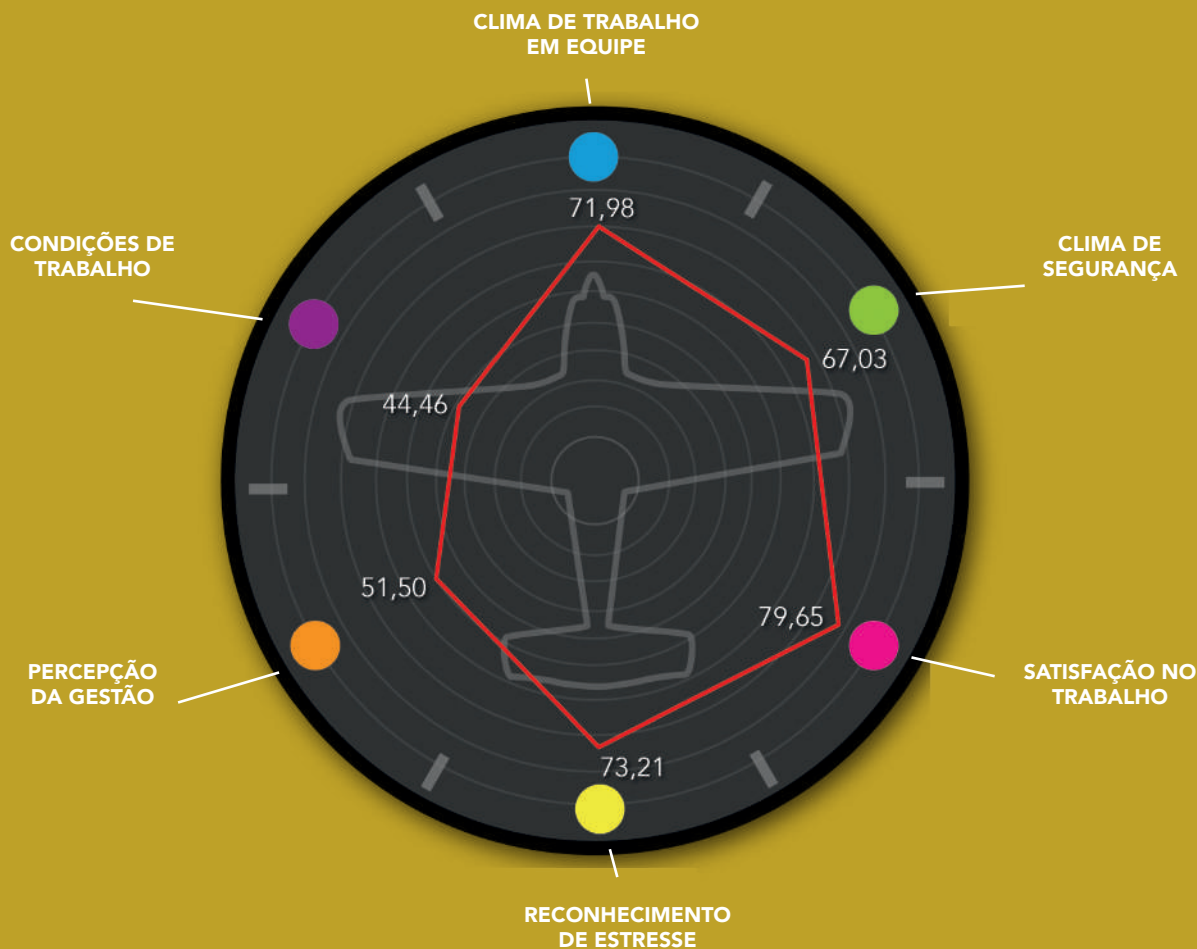 CLIMA DE TRABALHO
EM EQUIPE
71,98
CONDIÇÕES DE
TRABALHO
CLIMA DE
SEGURANÇA
67,03
44,46
51,50
79,65
PERCEPÇÃO
DA GESTÃO
SATISFAÇÃO NO
TRABALHO
73,21
RECONHECIMENTO
DE ESTRESSE